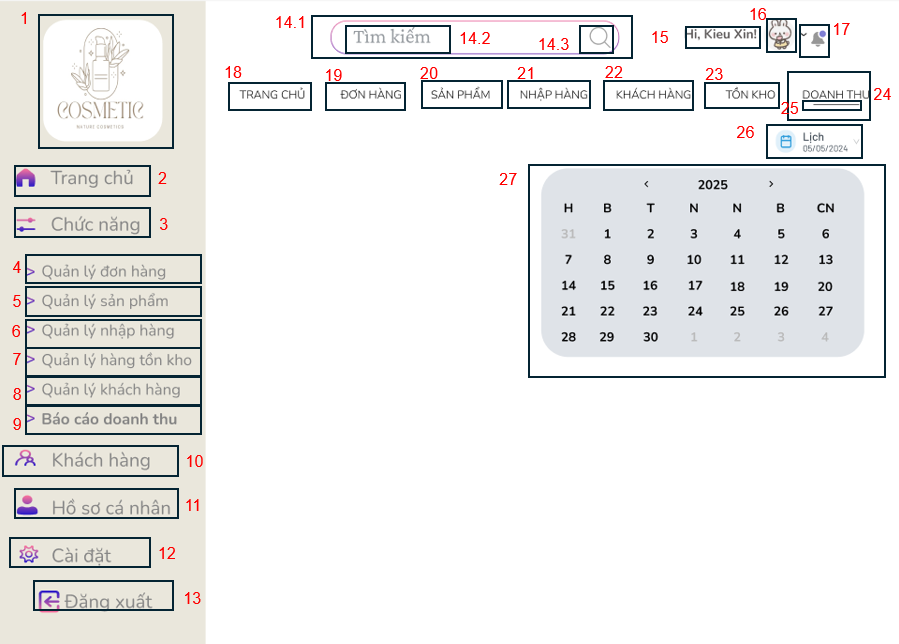 1
COSMETIC
NATURE COSMETICS
Trang chủ 2
Chức năng 3
4 > Quản lý đơn hàng
5 > Quản lý sản phẩm
6 > Quản lý nhập hàng
7 > Quản lý hàng tồn kho
8 > Quản lý khách hàng
9 > Báo cáo doanh thu
Khách hàng 10
Hồ sơ cá nhân 11
Cài đặt 12
Đăng xuất 13
14.1 Tìm kiếm 14.2 14.3
15 Hi, Kieu Xin! 16 17
18 19 20 21 22 23
TRANG CHỦ ĐƠN HÀNG SẢN PHẨM NHẬP HÀNG KHÁCH HÀNG TỒN KHO DOANH THU 24
25
26 Lịch
05/05/2024
27
< 2025 >
H B T N N B CN
31 1 2 3 4 5 6
7 8 9 10 11 12 13
14 15 16 17 18 19 20
21 22 23 24 25 26 27
28 29 30 1 2 3 4